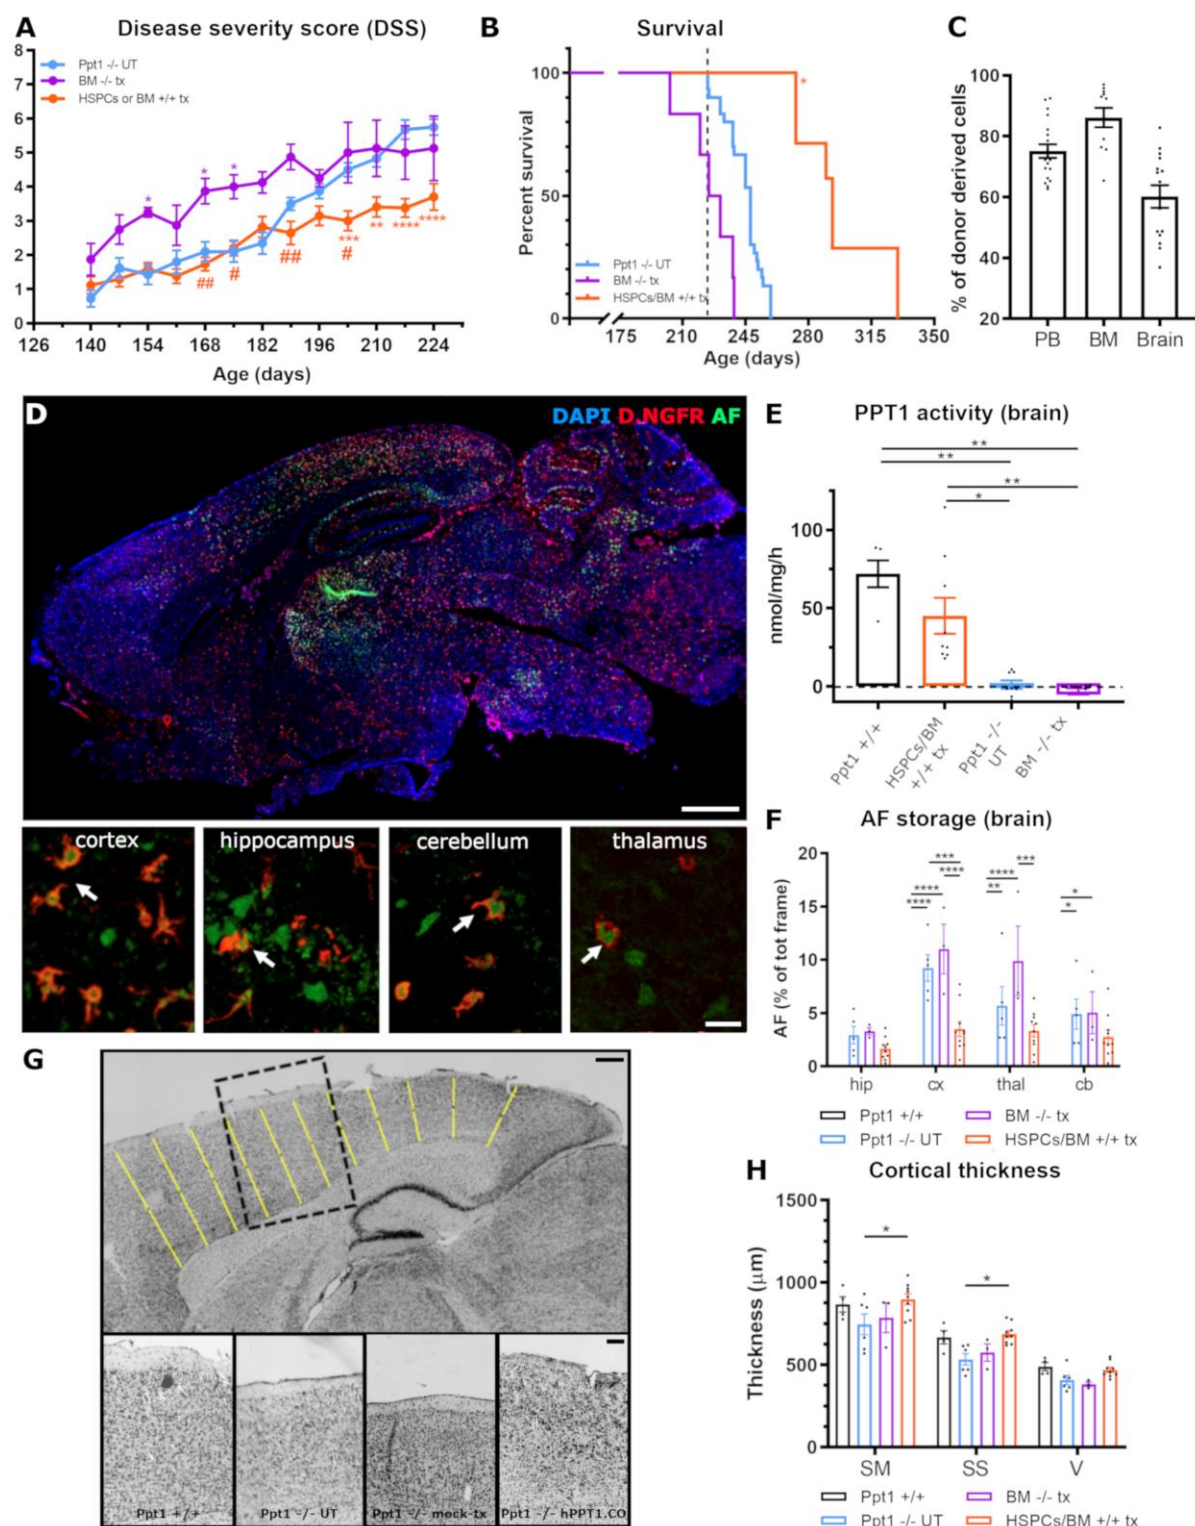 A
Disease severity score (DSS)
8
7
6
5
4
3
2
1
0
Ppt1 -/- UT
BM -/- tx
HSPCs or BM +/+ tx
*
*
*
##
#
##
***
#
**
****
****
126 140 154 168 182 196 210 224
Age (days)
B
Survival
Percent survival
100
50
0
*
Ppt1 -/- UT
BM -/- tx
HSPCs/BM +/+ tx
175 210 245 280 315 350
Age (days)
C
% of donor derived cells
100
80
60
40
20
PB BM Brain
D
DAPI D.NGFR AF
cortex
hippocampus
cerebellum
thalamus
E
PPT1 activity (brain)
**
**
**
*
nmol/mg/h
100
50
0
Ppt1 +/+
HSPCs/BM
+/+ tx
Ppt1 -/-
UT
BM -/- tx
F
AF storage (brain)
AF (% of tot frame)
20
15
10
5
0
***
****
****
****
***
****
**
*
*
hip cx thal cb
Ppt1 +/+
BM -/- tx
Ppt1 -/- UT
HSPCs/BM +/+ tx
G
Ppt1 +/+
Ppt1 -/- UT
Ppt1 -/- mock-tx
Ppt1 -/- hPPT1.CO
H
Cortical thickness
Thickness (μm)
1500
1000
500
0
*
*
SM SS V
Ppt1 +/+
BM -/- tx
Ppt1 -/- UT
HSPCs/BM +/+ tx